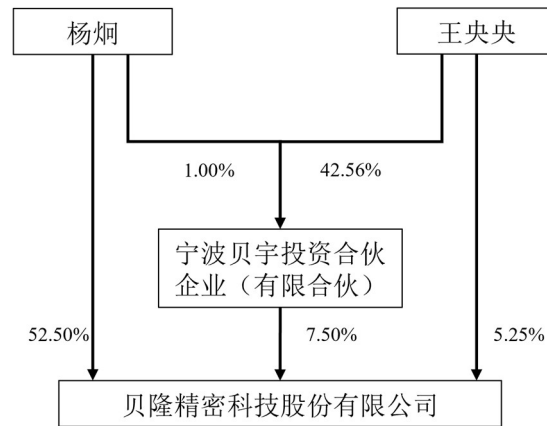 杨炯
王央央
1.00%
42.56%
宁波贝宇投资合伙
企业（有限合伙）
52.50%
7.50%
5.25%
贝隆精密科技股份有限公司